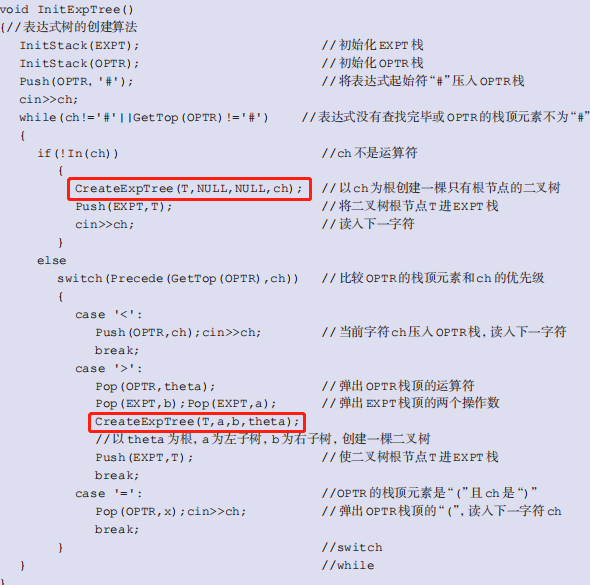 void InitExpTree()
{//表达式树的创建算法
InitStack(EXPT); //初始化EXPT栈
InitStack(OPTR); //初始化OPTR栈
Push(OPTR,'#'); //将表达式起始符“#”压入OPTR栈
cin>>ch;
while(ch!='#'||GetTop(OPTR)!='#') //表达式没有查找完毕或OPTR的栈顶元素不为“#”
{
if(!In(ch)) //ch不是运算符
{
CreateExpTree(T,NULL,NULL,ch); //以ch为根创建一棵只有根节点的二叉树
Push(EXPT,T); //将二叉树根节点T进EXPT栈
cin>>ch; //读入下一字符
}
else
switch(Precede(GetTop(OPTR),ch)) //比较OPTR的栈顶元素和ch的优先级
{
case '<':
Push(OPTR,ch);cin>>ch; //当前字符ch压入OPTR栈,读入下一字符
break;
case '>':
Pop(OPTR,theta); //弹出OPTR栈顶的运算符
Pop(EXPT,b);Pop(EXPT,a); //弹出EXPT栈顶的两个操作数
CreateExpTree(T,a,b,theta);
//以theta为根,a为左子树,b为右子树,创建一棵二叉树
Push(EXPT,T); //使二叉树根节点T进EXPT栈
break;
case '=': //OPTR的栈顶元素是“(”且ch是“)”
Pop(OPTR,x);cin>>ch; //弹出OPTR栈顶的“(”,读入下一字符ch
break;
} //switch
} //while
}